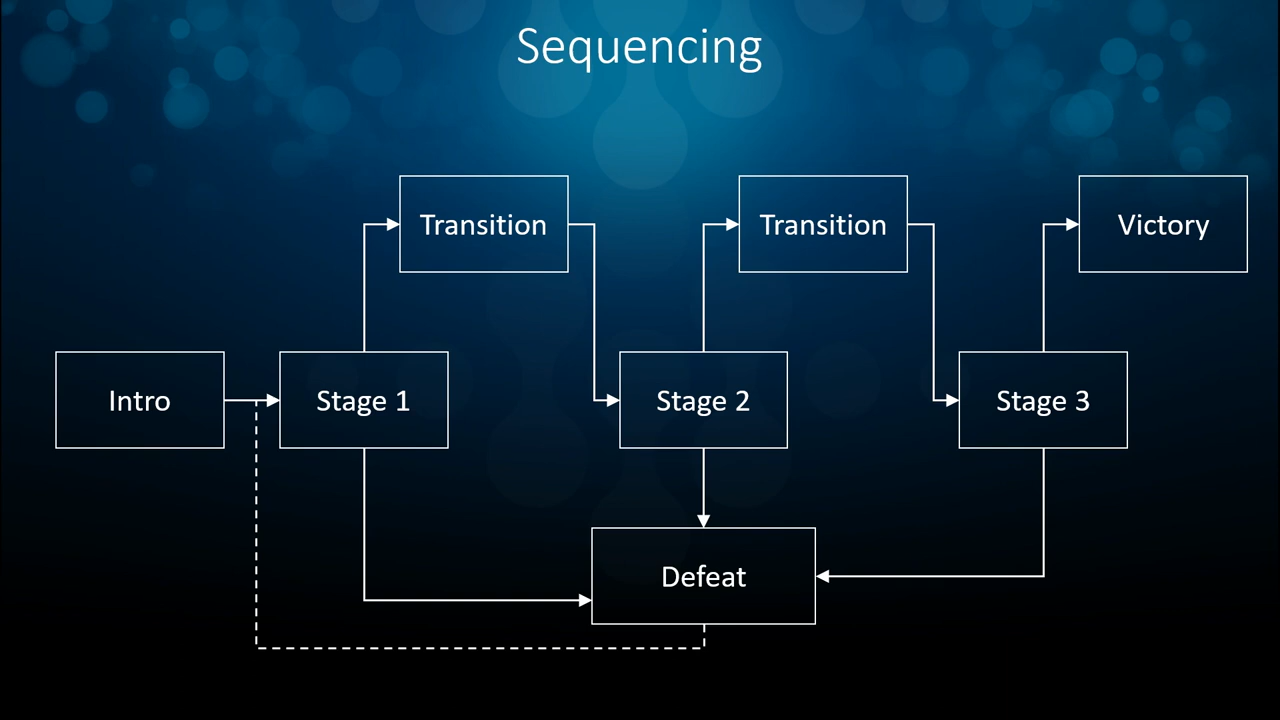 Sequencing
Transition
Transition
Victory
Intro
Stage 1
Stage 2
Stage 3
Defeat